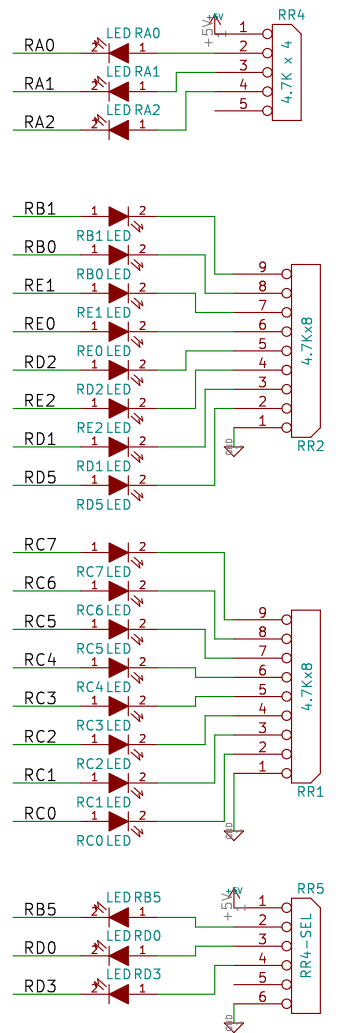 LED RA0
RR4
+5V
+5V
1
RA0
2
1
2
LED RA1
3
RA1
2
1
4.7K x 4
4
LED RA2
5
RA2
2
1
RB1
1
2
RB1 LED
RB0
1
2
9
RB0 LED
8
RE1
1
2
7
RE1 LED
RE0
1
2
6
4.7Kx8
RE0 LED
5
RD2
1
2
4
RD2 LED
3
RE2
1
2
2
RE2 LED
1
RD1
1
2
GND
RR2
RD1 LED
RD5
1
2
RD5 LED
RC7
1
2
RC7 LED
RC6
1
2
RC6 LED
9
RC5
1
2
8
RC5 LED
7
RC4
1
2
6
4.7Kx8
RC4 LED
5
RC3
1
2
4
RC3 LED
3
RC2
1
2
2
RC2 LED
1
RC1
1
2
RR1
RC1 LED
RC0
1
2
GND
RC0 LED
RR5
+5V
+5V
LED RB5
1
RB5
2
1
2
LED RD0
3
RR4-SEL
RD0
2
1
4
LED RD3
5
RD3
2
1
6
GND